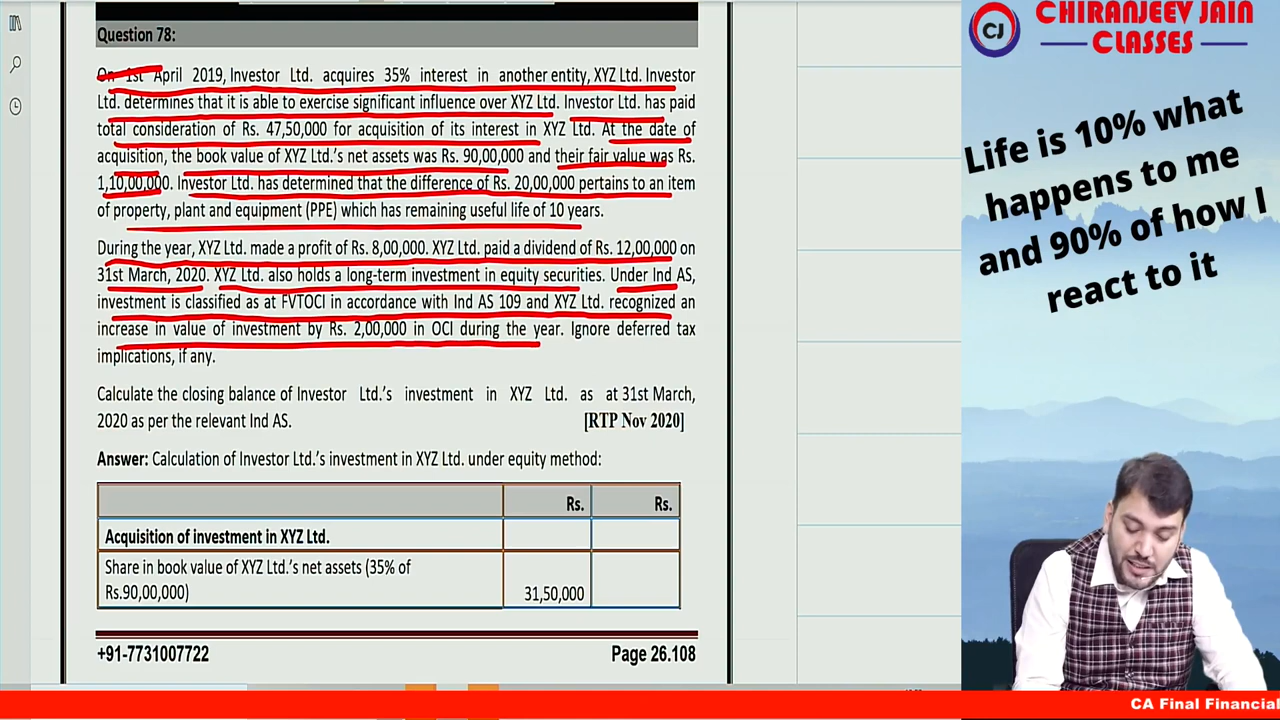 Question 78:
On 1st April 2019, Investor Ltd. acquires 35% interest in another entity, XYZ Ltd. Investor
Ltd. determines that it is able to exercise significant influence over XYZ Ltd. Investor Ltd. has paid
total consideration of Rs. 47,50,000 for acquisition of its interest in XYZ Ltd. At the date of
acquisition, the book value of XYZ Ltd.'s net assets was Rs. 90,00,000 and their fair value was Rs.
1,10,00,000. Investor Ltd. has determined that the difference of Rs. 20,00,000 pertains to an item
of property, plant and equipment (PPE) which has remaining useful life of 10 years.
During the year, XYZ Ltd. made a profit of Rs. 8,00,000. XYZ Ltd. paid a dividend of Rs. 12,00,000 on
31st March, 2020. XYZ Ltd. also holds a long-term investment in equity securities. Under Ind AS,
investment is classified as at FVTOCI in accordance with Ind AS 109 and XYZ Ltd. recognized an
increase in value of investment by Rs. 2,00,000 in OCI during the year. Ignore deferred tax
implications, if any.
Calculate the closing balance of Investor Ltd.'s investment in XYZ Ltd. as at 31st March,
2020 as per the relevant Ind AS. [RTP Nov 2020]
Answer: Calculation of Investor Ltd.'s investment in XYZ Ltd. under equity method:
Rs. Rs.
Acquisition of investment in XYZ Ltd.
Share in book value of XYZ Ltd.'s net assets (35% of
Rs.90,00,000) 31,50,000
+91-7731007722 Page 26.108
CJ
CHIRANJEEV JAIN
CLASSES
Life is 10% what
happens to me
and 90% of how I
react to it
CA Final Financial